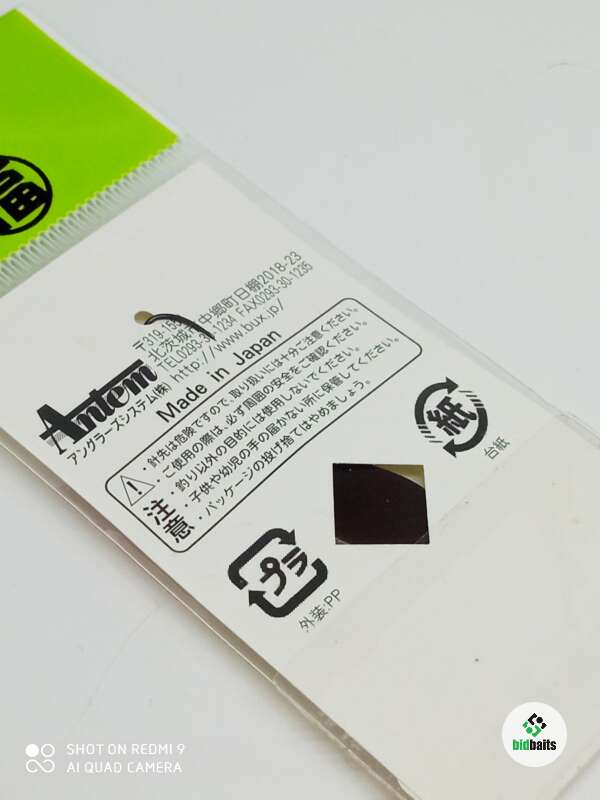 福
Antem
アングラーズシステム(株)
〒319-155
北茨城 中郷町日棚2018-23
TEL0293-30-1234 FAX0293-30-1235
http://www.bux.jp/
Made in Japan
注意
・針先は危険ですので、取り扱いには十分ご注意ください。
・ご使用の際は、必ず周囲の安全をご確認ください。
・釣り以外の目的には使用しないでください。
・子供や幼児の手の届かない所に保管してください。
・パッケージの投げ捨てはやめましょう。
紙
台紙
プラ
外装:PP
SHOT ON REDMI 9
AI QUAD CAMERA
bidbaits